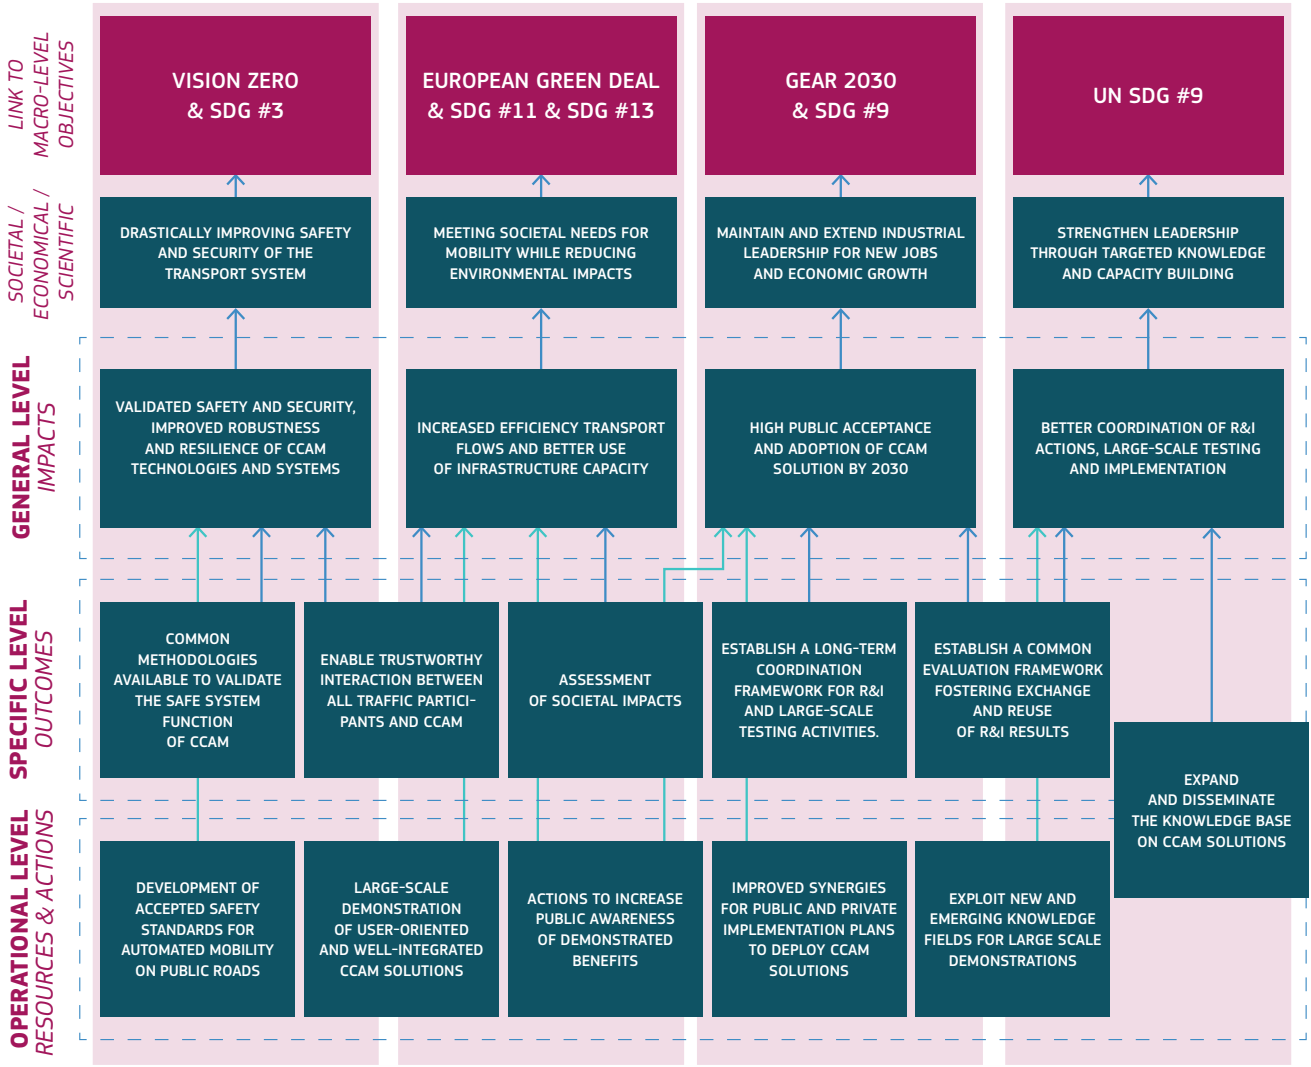 LINK TO
MACRO-LEVEL
OBJECTIVES
VISION ZERO
& SDG #3
EUROPEAN GREEN DEAL
& SDG #11 & SDG #13
GEAR 2030
& SDG #9
UN SDG #9
SOCIETAL /
ECONOMICAL /
SCIENTIFIC
DRASTICALLY IMPROVING SAFETY
AND SECURITY OF THE
TRANSPORT SYSTEM
MEETING SOCIETAL NEEDS FOR
MOBILITY WHILE REDUCING
ENVIRONMENTAL IMPACTS
MAINTAIN AND EXTEND INDUSTRIAL
LEADERSHIP FOR NEW JOBS
AND ECONOMIC GROWTH
STRENGTHEN LEADERSHIP
THROUGH TARGETED KNOWLEDGE
AND CAPACITY BUILDING
GENERAL LEVEL
IMPACTS
VALIDATED SAFETY AND SECURITY,
IMPROVED ROBUSTNESS
AND RESILIENCE OF CCAM
TECHNOLOGIES AND SYSTEMS
INCREASED EFFICIENCY TRANSPORT
FLOWS AND BETTER USE
OF INFRASTRUCTURE CAPACITY
HIGH PUBLIC ACCEPTANCE
AND ADOPTION OF CCAM
SOLUTION BY 2030
BETTER COORDINATION OF R&I
ACTIONS, LARGE-SCALE TESTING
AND IMPLEMENTATION
SPECIFIC LEVEL
OUTCOMES
COMMON
METHODOLOGIES
AVAILABLE TO VALIDATE
THE SAFE SYSTEM
FUNCTION
OF CCAM
ENABLE TRUSTWORTHY
INTERACTION BETWEEN
ALL TRAFFIC PARTICI-
PANTS AND CCAM
ASSESSMENT
OF SOCIETAL IMPACTS
ESTABLISH A LONG-TERM
COORDINATION
FRAMEWORK FOR R&I
AND LARGE-SCALE
TESTING ACTIVITIES.
ESTABLISH A COMMON
EVALUATION FRAMEWORK
FOSTERING EXCHANGE
AND REUSE
OF R&I RESULTS
EXPAND
AND DISSEMINATE
THE KNOWLEDGE BASE
ON CCAM SOLUTIONS
OPERATIONAL LEVEL
RESOURCES & ACTIONS
DEVELOPMENT OF
ACCEPTED SAFETY
STANDARDS FOR
AUTOMATED MOBILITY
ON PUBLIC ROADS
LARGE-SCALE
DEMONSTRATION
OF USER-ORIENTED
AND WELL-INTEGRATED
CCAM SOLUTIONS
ACTIONS TO INCREASE
PUBLIC AWARENESS
OF DEMONSTRATED
BENEFITS
IMPROVED SYNERGIES
FOR PUBLIC AND PRIVATE
IMPLEMENTATION PLANS
TO DEPLOY CCAM
SOLUTIONS
EXPLOIT NEW AND
EMERGING KNOWLEDGE
FIELDS FOR LARGE SCALE
DEMONSTRATIONS